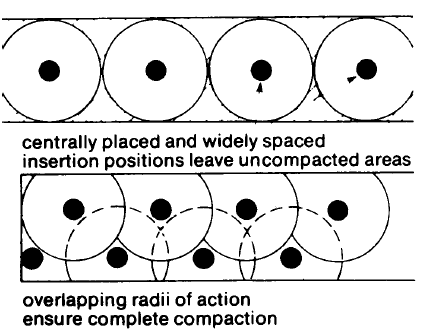 centrally placed and widely spaced
insertion positions leave uncompacted areas
overlapping radii of action
ensure complete compaction